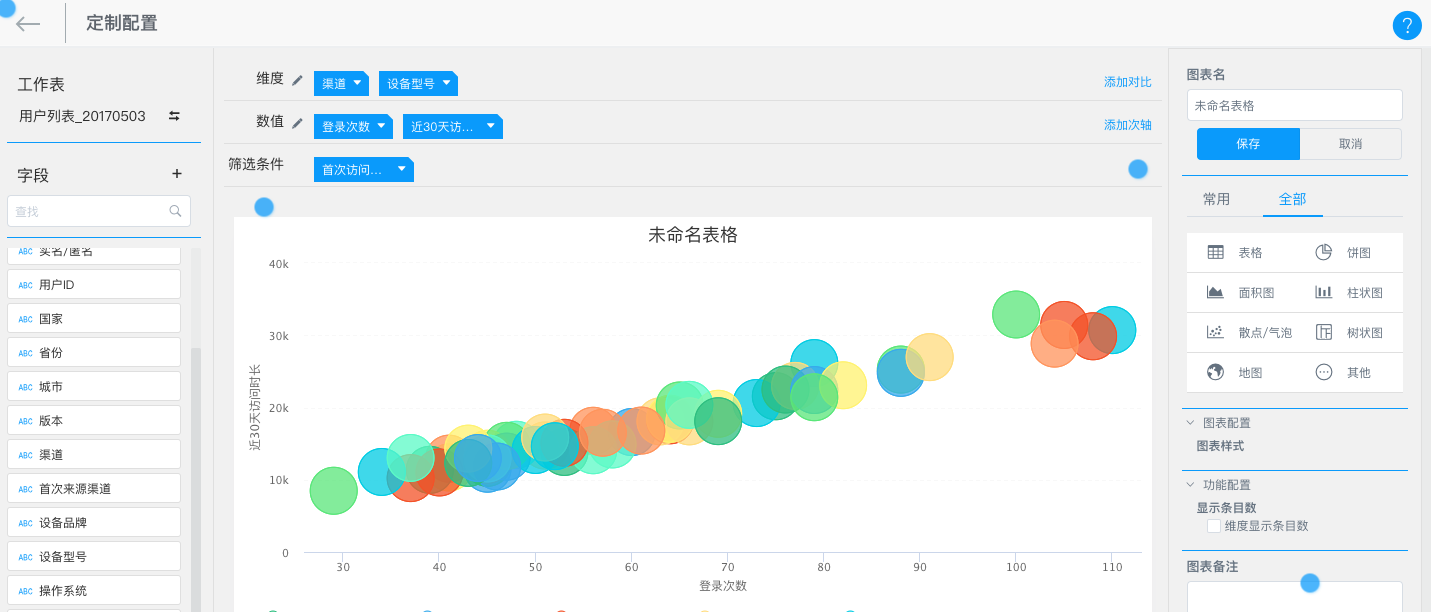 定制配置
?
工作表
用户列表_20170503
字段
+
查找
ABC 实名/匿名
ABC 用户ID
ABC 国家
ABC 省份
ABC 城市
ABC 版本
ABC 渠道
ABC 首次来源渠道
ABC 设备品牌
ABC 设备型号
ABC 操作系统
维度 渠道 设备型号 添加对比
数值 登录次数 近30天访... 添加次轴
筛选条件 首次访问...
未命名表格
近30天访问时长
40k
30k
20k
10k
0
30 40 50 60 70 80 90 100 110
登录次数
图表名
未命名表格
保存 取消
常用 全部
表格 饼图
面积图 柱状图
散点/气泡 树状图
地图 其他
图表配置
图表样式
功能配置
显示条目数
维度显示条目数
图表备注